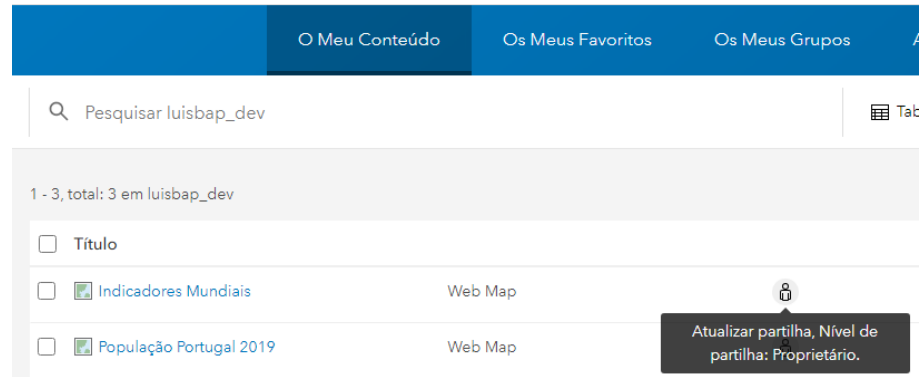 O Meu Conteúdo Os Meus Favoritos Os Meus Grupos
Pesquisar luisbap_dev
1 - 3, total: 3 em luisbap_dev
Título
Indicadores Mundiais Web Map
Atualizar partilha, Nível de
partilha: Proprietário.
População Portugal 2019 Web Map